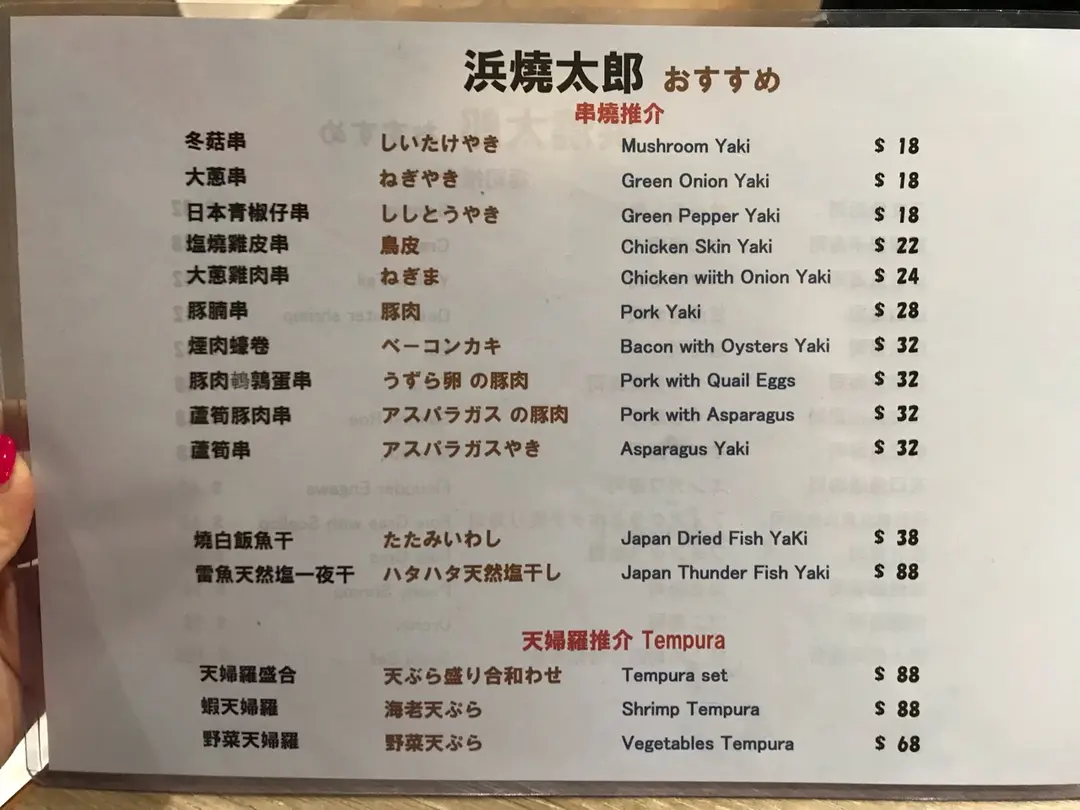 浜燒太郎 おすすめ
串燒推介
冬菇串 しいたけやき Mushroom Yaki $ 18
大蔥串 ねぎやき Green Onion Yaki $ 18
日本青椒仔串 ししとうやき Green Pepper Yaki $ 18
塩燒雞皮串 鳥皮 Chicken Skin Yaki $ 22
大蔥雞肉串 ねぎま Chicken wiith Onion Yaki $ 24
豚腩串 豚肉 Pork Yaki $ 28
煙肉蠔卷 ベーコンカキ Bacon with Oysters Yaki $ 32
豚肉鹌鶉蛋串 うずら卵 の豚肉 Pork with Quail Eggs $ 32
蘆筍豚肉串 アスパラガス の豚肉 Pork with Asparagus $ 32
蘆筍串 アスパラガスやき Asparagus Yaki $ 32
燒白飯魚干 たたみいわし Japan Dried Fish YaKi $ 38
雷魚天然塩一夜干 ハタハタ天然塩干し Japan Thunder Fish Yaki $ 88
天婦羅推介 Tempura
天婦羅盛合 天ぷら盛り合和わせ Tempura set $ 88
蝦天婦羅 海老天ぷら Shrimp Tempura $ 88
野菜天婦羅 野菜天ぷら Vegetables Tempura $ 68